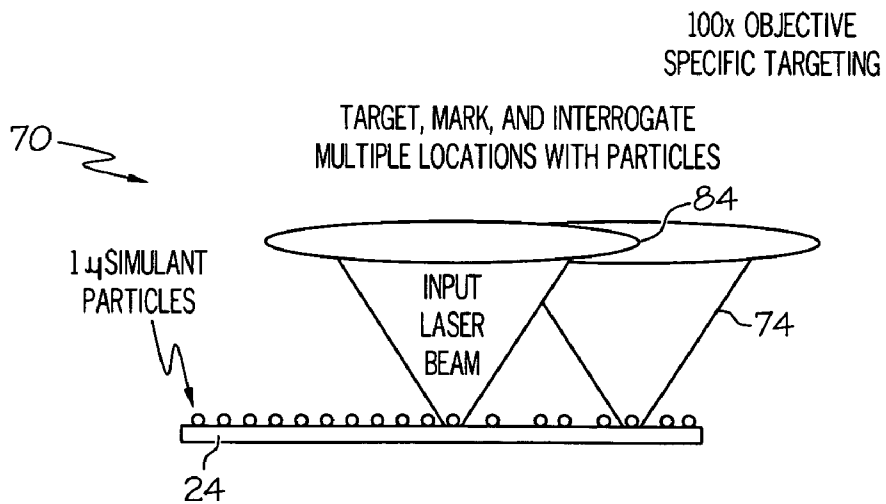 100x OBJECTIVE
SPECIFIC TARGETING
TARGET, MARK, AND INTERROGATE
MULTIPLE LOCATIONS WITH PARTICLES
70
84
1 μ SIMULANT
PARTICLES
INPUT
LASER
BEAM
74
24